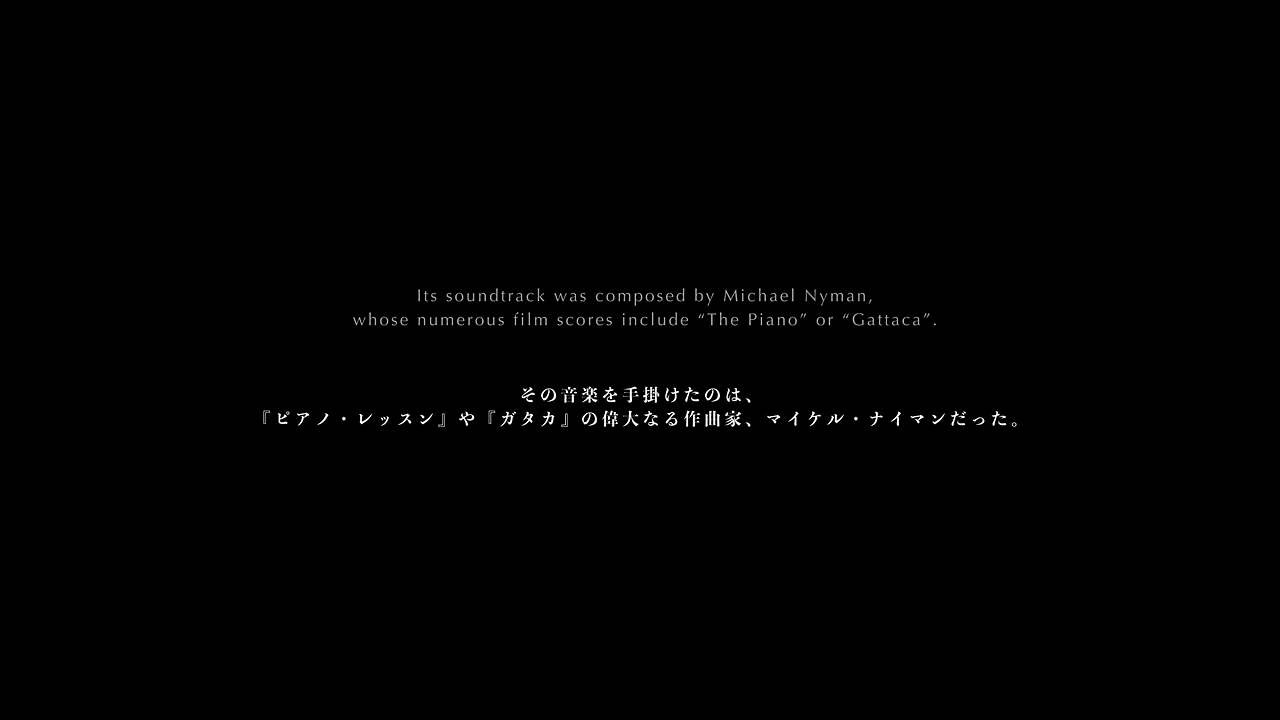 Its soundtrack was composed by Michael Nyman,
whose numerous film scores include “The Piano” or “Gattaca”.
その音楽を手掛けたのは、
『ピアノ・レッスン』や『ガタカ』の偉大なる作曲家、マイケル・ナイマンだった。